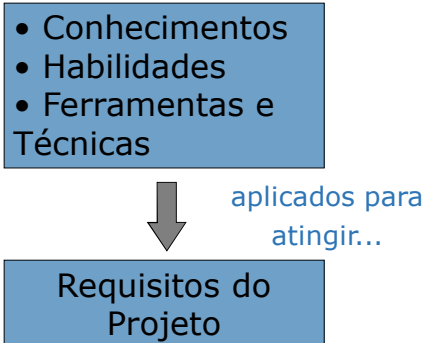 • Conhecimentos
• Habilidades
• Ferramentas e
Técnicas
aplicados para
atingir...
Requisitos do
Projeto